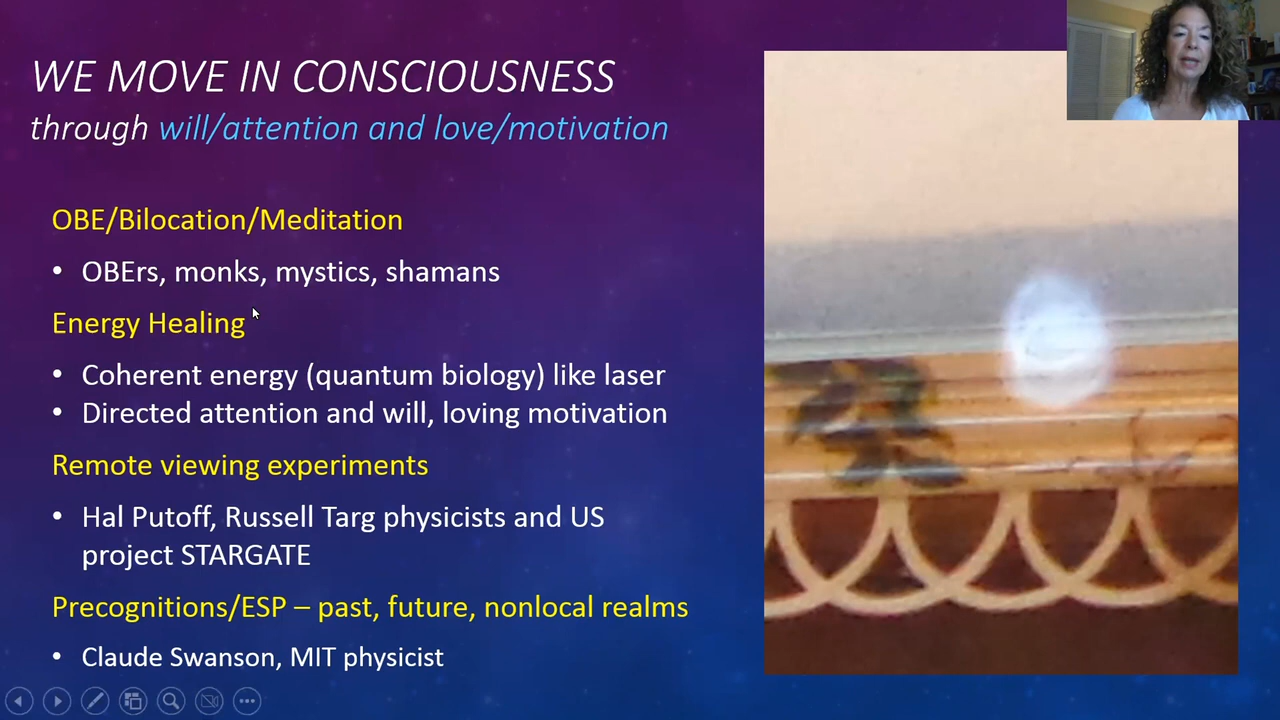 WE MOVE IN CONSCIOUSNESS
through will/attention and love/motivation
OBE/Bilocation/Meditation
• OBErs, monks, mystics, shamans
Energy Healing
• Coherent energy (quantum biology) like laser
• Directed attention and will, loving motivation
Remote viewing experiments
• Hal Putoff, Russell Targ physicists and US
project STARGATE
Precognitions/ESP – past, future, nonlocal realms
• Claude Swanson, MIT physicist